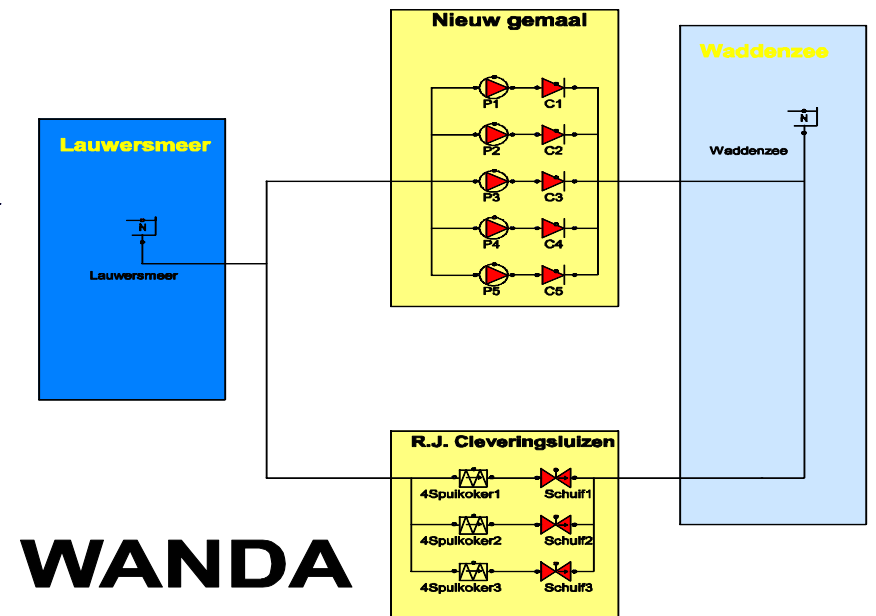 Nieuw gemaal
P1 C1
P2 C2
P3 C3
P4 C4
P5 C5
Lauwersmeer
N
Lauwersmeer
Waddenzee
N
Waddenzee
R.J. Cleveringsluizen
4Spuikoker1 Schuif1
4Spuikoker2 Schuif2
4Spuikoker3 Schuif3
WANDA